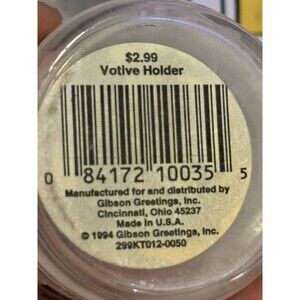 $2.99
Votive Holder
0 84172 10035 5
Manufactured for and distributed by
Gibson Greetings, Inc.
Cincinnati, Ohio 45237
Made in U.S.A.
© 1994 Gibson Greetings, Inc.
299KT012-0050